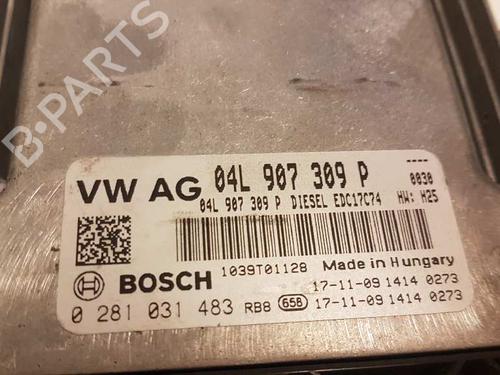 B-PARTS
VW AG 04L 907 309 P 0030
04L 907 309 P DIESEL EDC17C74 HW: H25
1039T01128 Made in Hungary
BOSCH 17-11-09 1414 0273
0 281 031 483 RBB 658 17-11-09 1414 0273